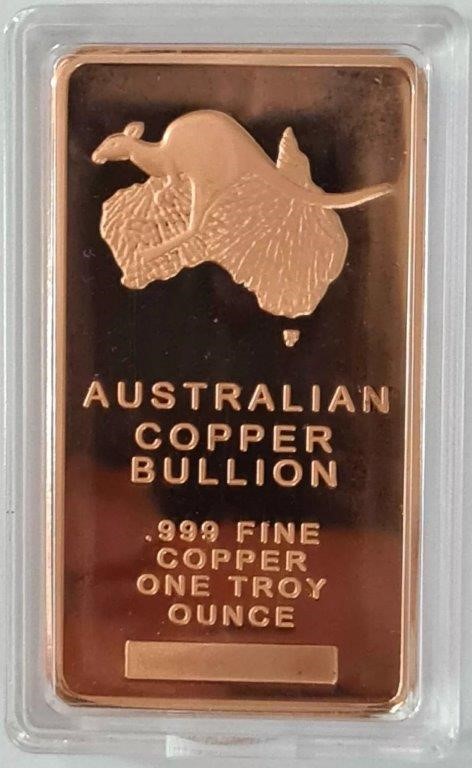 AUSTRALIAN
COPPER
BULLION
.999 FINE
COPPER
ONE TROY
OUNCE